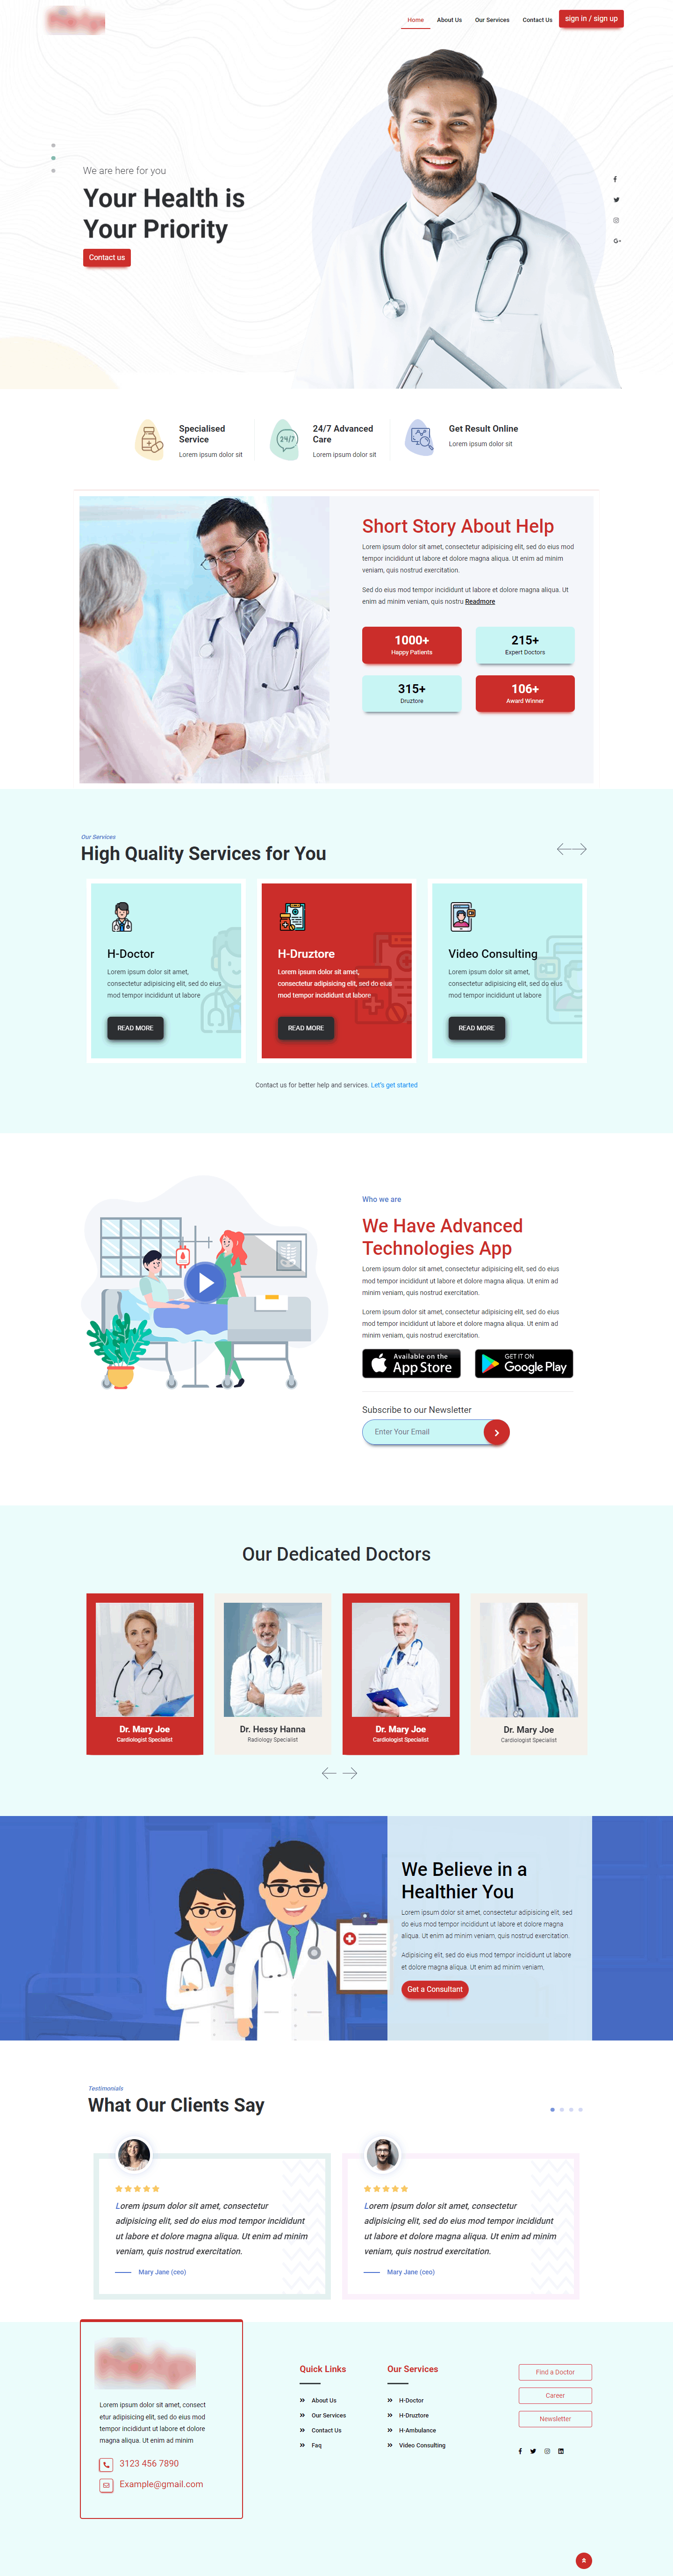 Home
About Us
Our Services
Contact Us
sign in / sign up
We are here for you
Your Health is
Your Priority
Contact us
Specialised
Service
Lorem ipsum dolor sit
24/7
24/7 Advanced
Care
Lorem ipsum dolor sit
Get Result Online
Lorem ipsum dolor sit
Short Story About Help
Lorem ipsum dolor sit amet, consectetur adipisicing elit, sed do eius mod
tempor incididunt ut labore et dolore magna aliqua. Ut enim ad minim
veniam, quis nostrud exercitation.
Sed do eius mod tempor incididunt ut labore et dolore magna aliqua. Ut
enim ad minim veniam, quis nostru Readmore
1000+
Happy Patients
215+
Expert Doctors
315+
Druztore
106+
Award Winner
Our Services
High Quality Services for You
H-Doctor
Lorem ipsum dolor sit amet,
consectetur adipisicing elit, sed do eius
mod tempor incididunt ut labore
READ MORE
H-Druztore
Lorem ipsum dolor sit amet,
consectetur adipisicing elit, sed do eius
mod tempor incididunt ut labore
READ MORE
Video Consulting
Lorem ipsum dolor sit amet,
consectetur adipisicing elit, sed do eius
mod tempor incididunt ut labore
READ MORE
Contact us for better help and services. Let's get started
Who we are
We Have Advanced
Technologies App
Lorem ipsum dolor sit amet, consectetur adipisicing elit, sed do eius
mod tempor incididunt ut labore et dolore magna aliqua. Ut enim ad
minim veniam, quis nostrud exercitation.
Lorem ipsum dolor sit amet, consectetur adipisicing elit, sed do eius
mod tempor incididunt ut labore et dolore magna aliqua. Ut enim ad
minim veniam, quis nostrud exercitation.
Available on the
App Store
GET IT ON
Google Play
Subscribe to our Newsletter
Enter Your Email
Our Dedicated Doctors
Dr. Mary Joe
Cardiologist Specialist
Dr. Hessy Hanna
Radiology Specialist
Dr. Mary Joe
Cardiologist Specialist
Dr. Mary Joe
Cardiologist Specialist
We Believe in a
Healthier You
Lorem ipsum dolor sit amet, consectetur adipisicing elit, sed
do eius mod tempor incididunt ut labore et dolore magna
aliqua. Ut enim ad minim veniam, quis nostrud exercitation.
Adipisicing elit, sed do eius mod tempor incididunt ut labore
et dolore magna aliqua. Ut enim ad minim veniam,
Get a Consultant
Testimonials
What Our Clients Say
Lorem ipsum dolor sit amet, consectetur
adipisicing elit, sed do eius mod tempor incididunt
ut labore et dolore magna aliqua. Ut enim ad minim
veniam, quis nostrud exercitation.
Mary Jane (ceo)
Lorem ipsum dolor sit amet, consectetur
adipisicing elit, sed do eius mod tempor incididunt
ut labore et dolore magna aliqua. Ut enim ad minim
veniam, quis nostrud exercitation.
Mary Jane (ceo)
Lorem ipsum dolor sit amet, consect
etur adipisicing elit, sed do eius mod
tempor incididunt ut labore et dolore
magna aliqua. Ut enim ad minim
3123 456 7890
Example@gmail.com
Quick Links
About Us
Our Services
Contact Us
Faq
Our Services
H-Doctor
H-Druztore
H-Ambulance
Video Consulting
Find a Doctor
Career
Newsletter